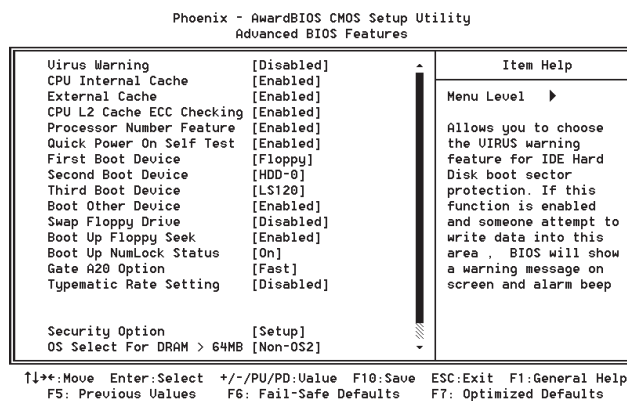 Phoenix - AwardBIOS CMOS Setup Utility
Advanced BIOS Features
Virus Warning [Disabled]
CPU Internal Cache [Enabled]
External Cache [Enabled]
CPU L2 Cache ECC Checking [Enabled]
Processor Number Feature [Enabled]
Quick Power On Self Test [Enabled]
First Boot Device [Floppy]
Second Boot Device [HDD-0]
Third Boot Device [LS120]
Boot Other Device [Enabled]
Swap Floppy Drive [Disabled]
Boot Up Floppy Seek [Enabled]
Boot Up NumLock Status [On]
Gate A20 Option [Fast]
Typematic Rate Setting [Disabled]
Security Option [Setup]
OS Select For DRAM > 64MB [Non-OS2]
Item Help
Menu Level ▶
Allows you to choose
the VIRUS warning
feature for IDE Hard
Disk boot sector
protection. If this
function is enabled
and someone attempt to
write data into this
area , BIOS will show
a warning message on
screen and alarm beep
↑↓→←:Move Enter:Select +/-/PU/PD:Value F10:Save ESC:Exit F1:General Help
F5: Previous Values F6: Fail-Safe Defaults F7: Optimized Defaults